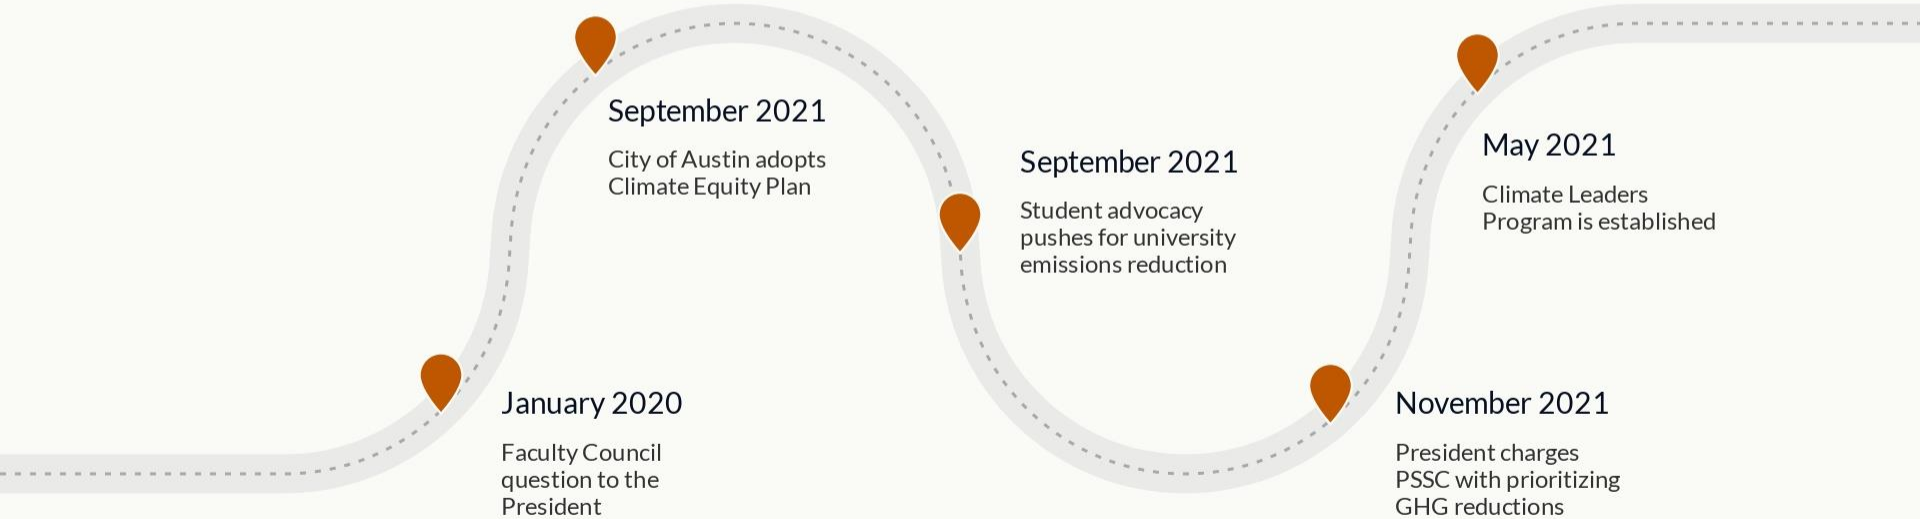 January 2020
Faculty Council
question to the
President
September 2021
City of Austin adopts
Climate Equity Plan
September 2021
Student advocacy
pushes for university
emissions reduction
November 2021
President charges
PSSC with prioritizing
GHG reductions
May 2021
Climate Leaders
Program is established